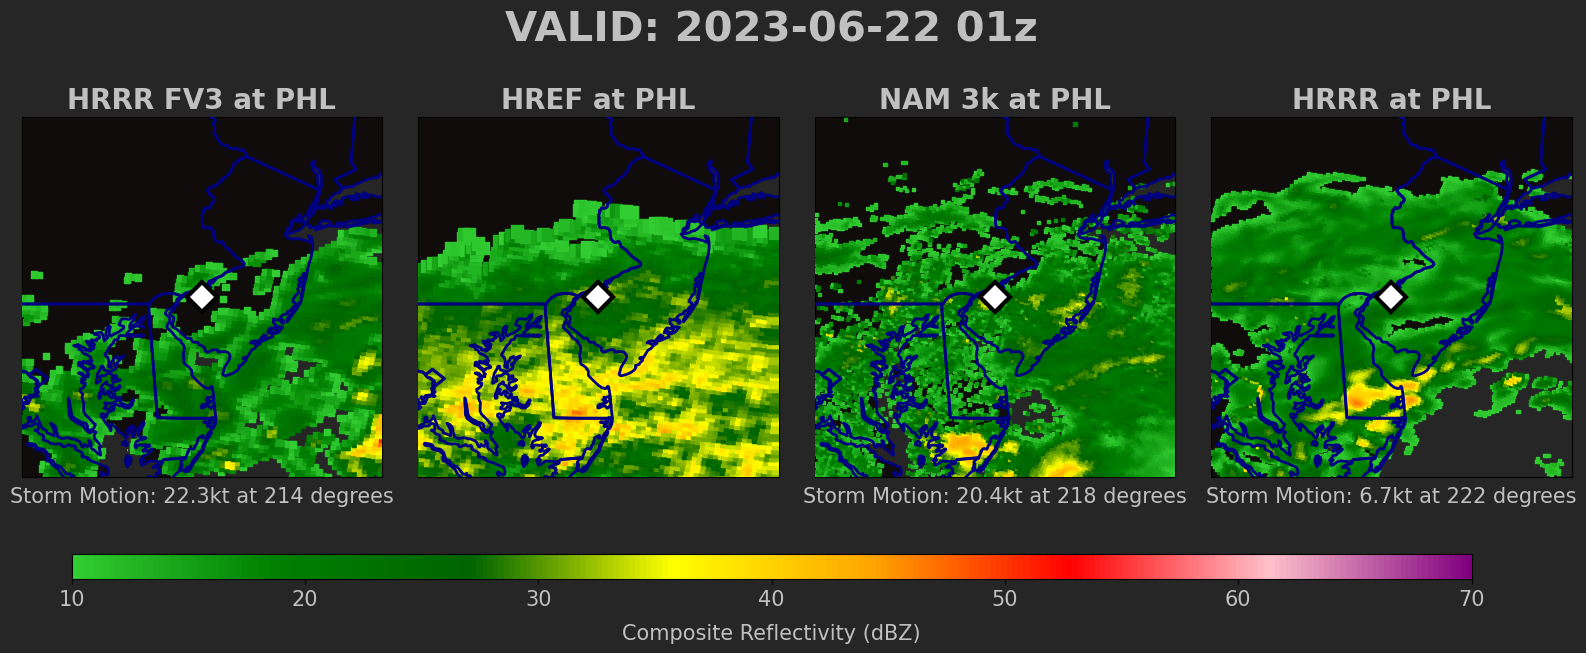 VALID: 2023-06-22 01z
HRRR FV3 at PHL
HREF at PHL
NAM 3k at PHL
HRRR at PHL
Storm Motion: 22.3kt at 214 degrees
Storm Motion: 20.4kt at 218 degrees
Storm Motion: 6.7kt at 222 degrees
10 20 30 40 50 60 70
Composite Reflectivity (dBZ)